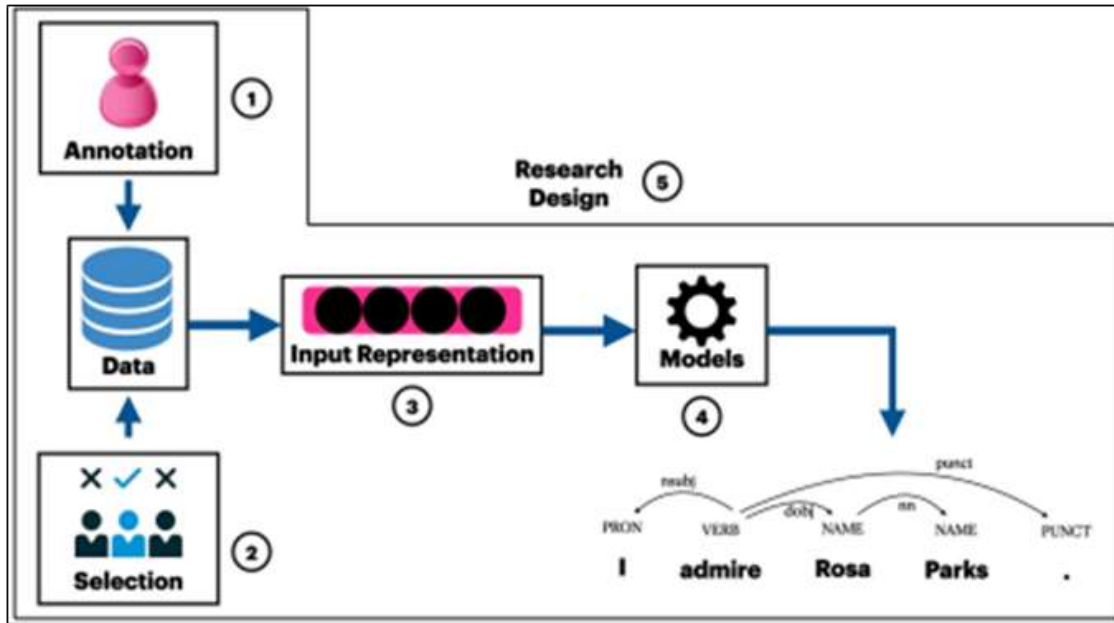 1
Annotation
Research
Design
5
Data
Input Representation
3
Models
4
Selection
2
nsubj
dobj
nn
punct
PRON VERB NAME NAME PUNCT
I admire Rosa Parks .